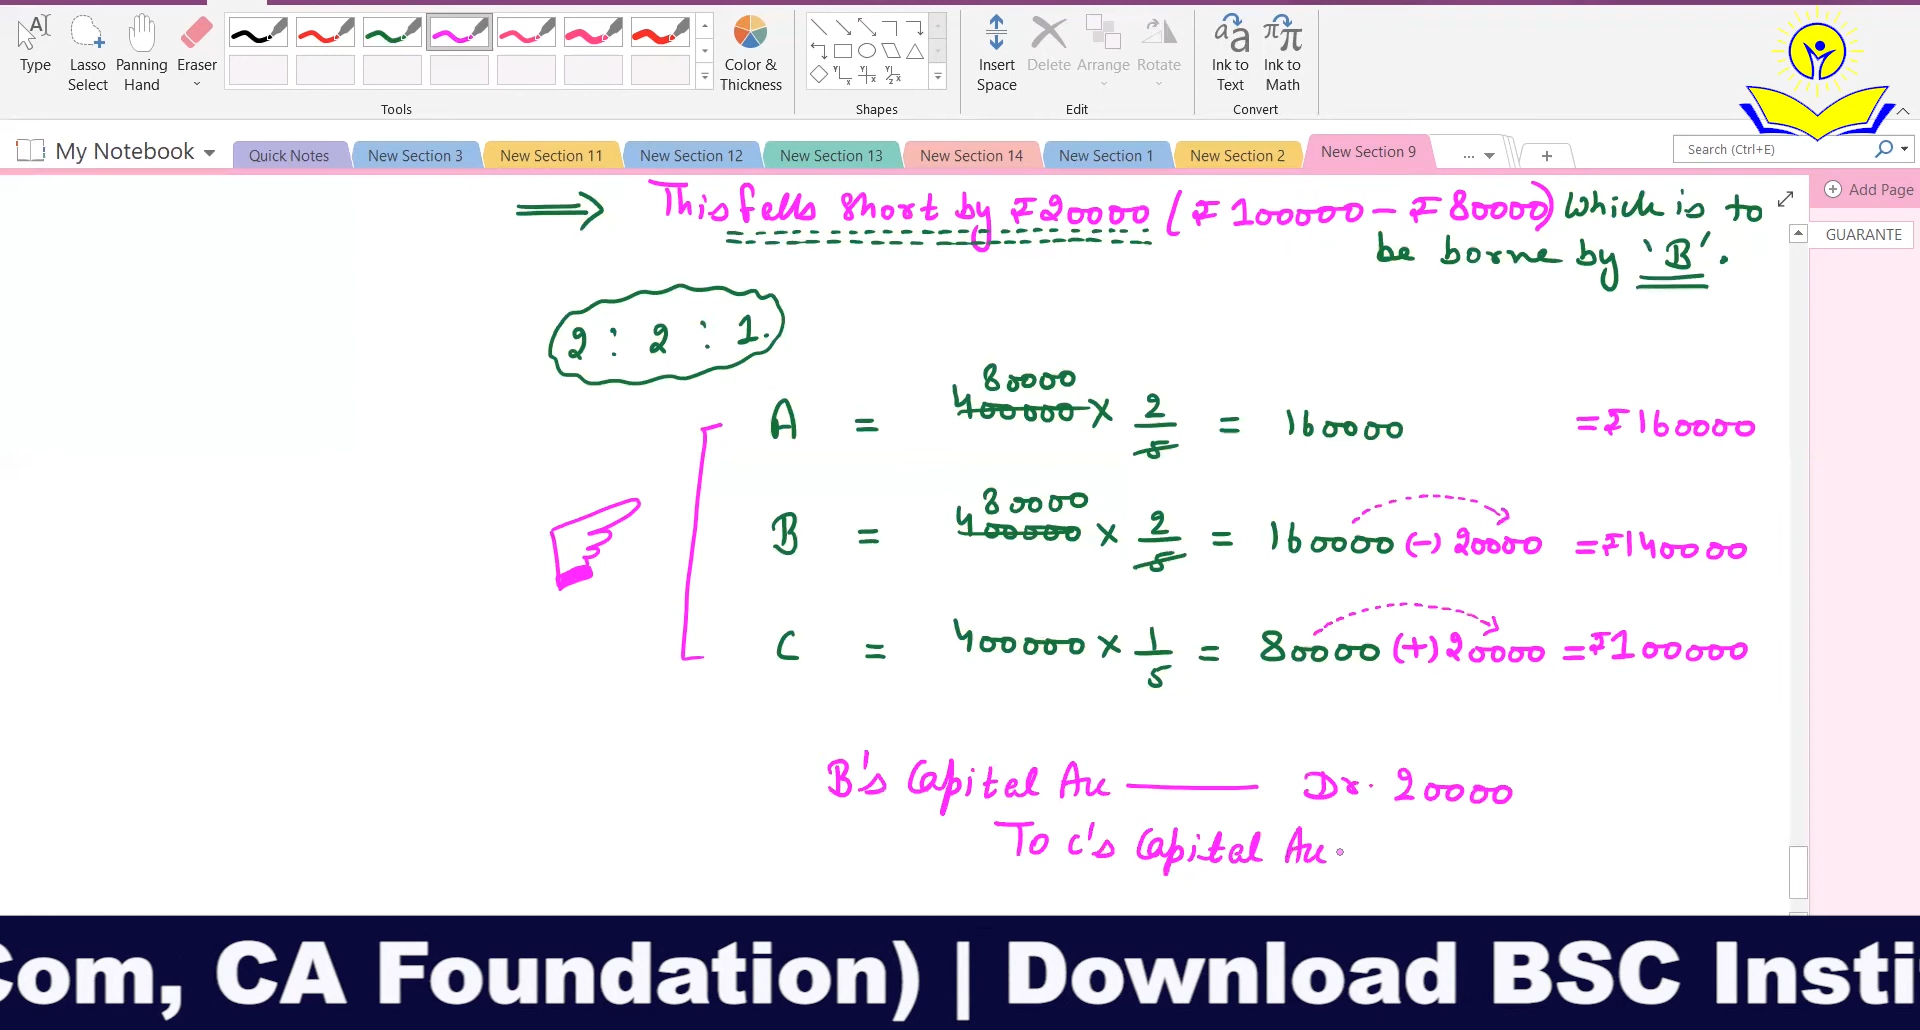 Type
Lasso Select
Panning Hand
Eraser
Color & Thickness
Insert Space
Delete
Arrange
Rotate
Ink to Text
Ink to Math
Tools
Shapes
Edit
Convert
My Notebook
Quick Notes
New Section 3
New Section 11
New Section 12
New Section 13
New Section 14
New Section 1
New Section 2
New Section 9
...
Search (Ctrl+E)
Add Page
GUARANTE
⟹ This falls short by ₹20000 (₹100000 - ₹80000) Which is to
be borne by 'B'.
2 : 2 : 1.
80000
A = 400000 × 2/5 = 160000 = ₹160000
80000
B = 400000 × 2/5 = 160000 (-) 20000 = ₹140000
C = 400000 × 1/5 = 80000 (+) 20000 = ₹100000
B's Capital A/c —— Dr. 20000
To C's Capital A/c
Com, CA Foundation) | Download BSC Insti